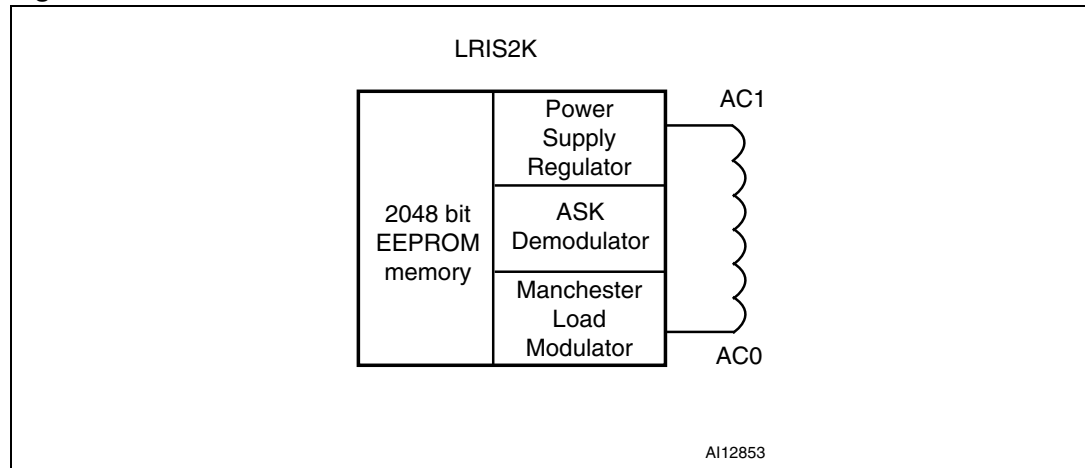 LRIS2K
2048 bit
EEPROM
memory
Power
Supply
Regulator
ASK
Demodulator
Manchester
Load
Modulator
AC1
AC0
AI12853